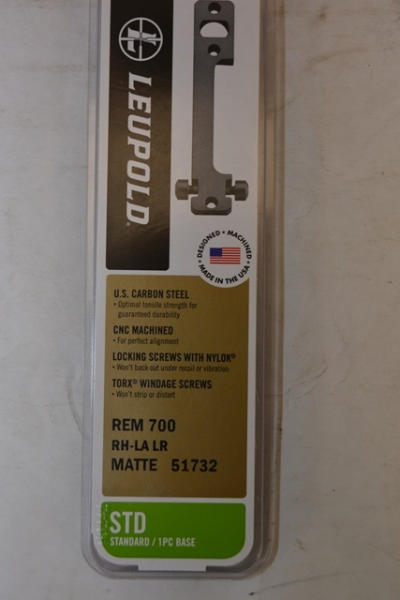 LEUPOLD
DESIGNED • MACHINED
MADE IN THE USA
U.S. CARBON STEEL
• Optimal tensile strength for
guaranteed durability
CNC MACHINED
• For perfect alignment
LOCKING SCREWS WITH NYLOK®
• Won't back out under recoil or vibration
TORX® WINDAGE SCREWS
• Won't strip or distort
REM 700
RH-LA LR
MATTE 51732
STD
STANDARD / 1PC BASE